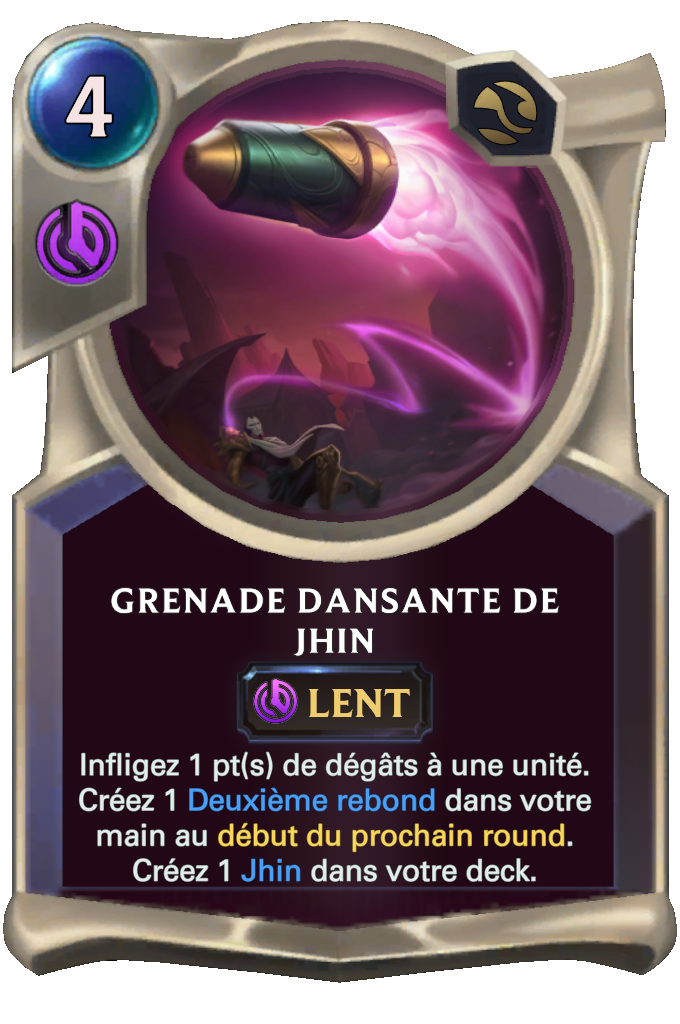 4
GRENADE DANSANTE DE
JHIN
LENT
Infligez 1 pt(s) de dégâts à une unité.
Créez 1 Deuxième rebond dans votre
main au début du prochain round.
Créez 1 Jhin dans votre deck.